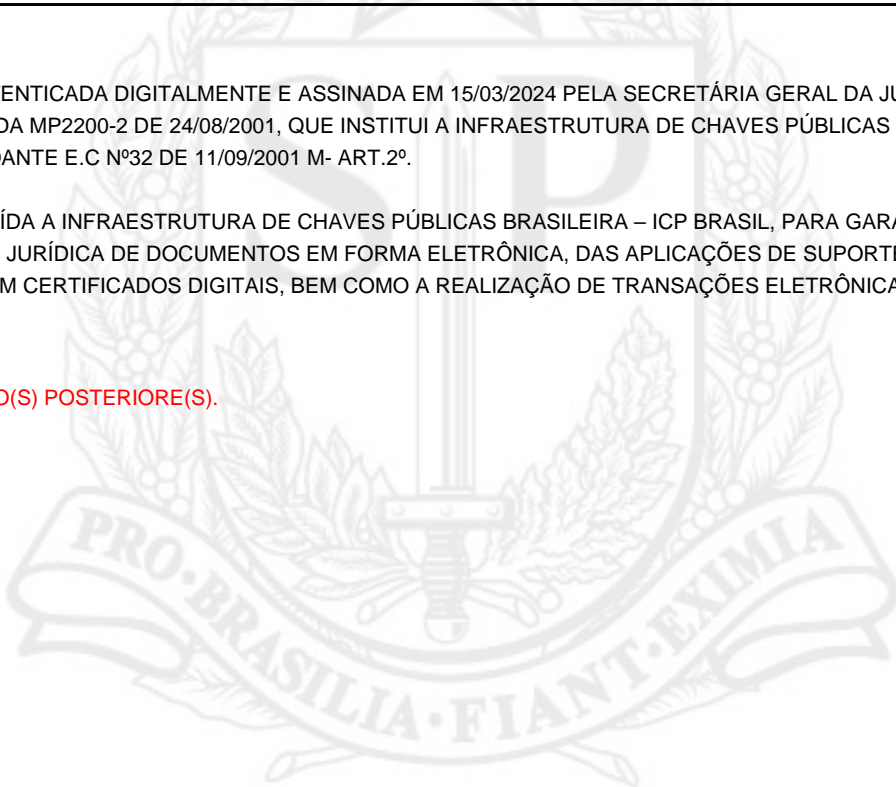 ENTICADA DIGITALMENTE E ASSINADA EM 15/03/2024 PELA SECRETÁRIA GERAL DA JU
DA MP2200-2 DE 24/08/2001, QUE INSTITUI A INFRAESTRUTURA DE CHAVES PÚBLICAS
DANTE E.C Nº32 DE 11/09/2001 M- ART.2º.
ÍDA A INFRAESTRUTURA DE CHAVES PÚBLICAS BRASILEIRA – ICP BRASIL, PARA GARA
JURÍDICA DE DOCUMENTOS EM FORMA ELETRÔNICA, DAS APLICAÇÕES DE SUPORTE
M CERTIFICADOS DIGITAIS, BEM COMO A REALIZAÇÃO DE TRANSAÇÕES ELETRÔNICA
O(S) POSTERIORE(S).
SP
PRO·BRASILIA·FIANT·EXIMIA